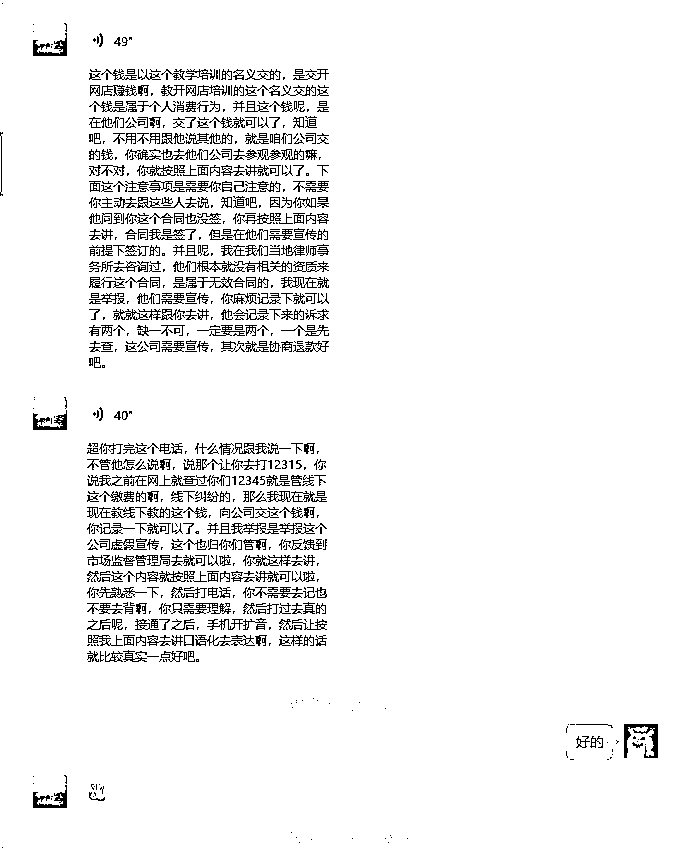 49"
这个钱是以这个教学培训的名义交的，是交开
网店赚钱啊，教开网店培训的这个名义交的这
个钱是属于个人消费行为，并且这个钱呢，是
在他们公司啊，交了这个钱就可以了，知道
吧，不用不用跟他说其他的，就是咱们公司交
的钱，你确实也去他们公司去参观参观的嘛，
对不对，你就按照上面内容去讲就可以了。下
面这个注意事项是需要你自己注意的，不需要
你主动去跟这些人去说，知道吧，因为你如果
他问到你这个合同也没签，你再按照上面内容
去讲，合同我是签了，但是在他们需要宣传的
前提下签订的。并且呢，我在我们当地律师事
务所去咨询过，他们根本就没有相关的资质来
履行这个合同，是属于无效合同的，我现在就
是举报，他们需要宣传，你麻烦记录下就可以
了，就就这样跟你去讲，他会记录下来的诉求
有两个，缺一不可，一定要是两个，一个是先
去查，这公司需要宣传，其次就是协商退款好
吧。
40"
超你打完这个电话，什么情况跟我说一下啊，
不管他怎么说啊，说那个让你去打12315，你
说我之前在网上就查过你们12345就是管线下
这个缴费的啊，线下纠纷的，那么我现在就是
现在教线下教的这个钱，向公司交这个钱啊，
你记录一下就可以了。并且我举报是举报这个
公司虚假宣传，这个也归你们管啊，你反馈到
市场监督管理局去就可以啦，你就这样去讲，
然后这个内容就按照上面内容去讲就可以啦，
你先熟悉一下，然后打电话，你不需要去记也
不要去背啊，你只需要理解，然后打过去真的
之后呢，接通了之后，手机开扩音，然后让按
照我上面内容去讲口语化去表达啊，这样的话
就比较真实一点好吧。
好的